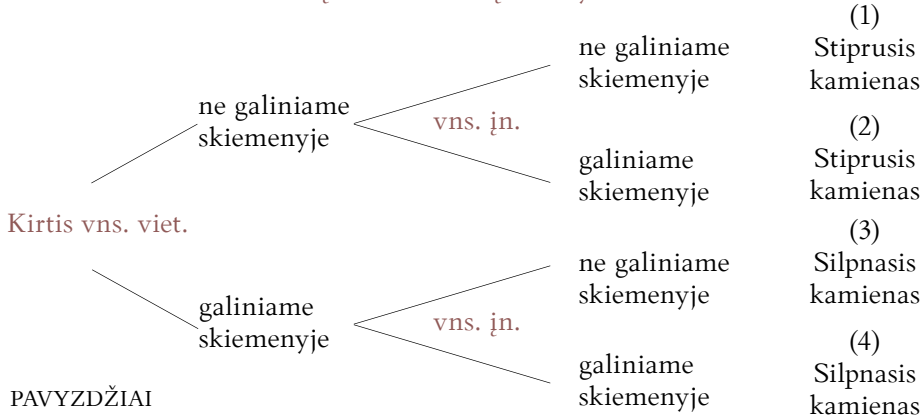 (1)
ne galiniame
skiemenyje
Stiprusis
kamienas
ne galiniame
skiemenyje
vns. įn.
(2)
galiniame
skiemenyje
Stiprusis
kamienas
Kirtis vns. viet.
(3)
ne galiniame
skiemenyje
Silpnasis
kamienas
galiniame
skiemenyje
vns. įn.
(4)
galiniame
skiemenyje
Silpnasis
kamienas
PAVYZDŽIAI